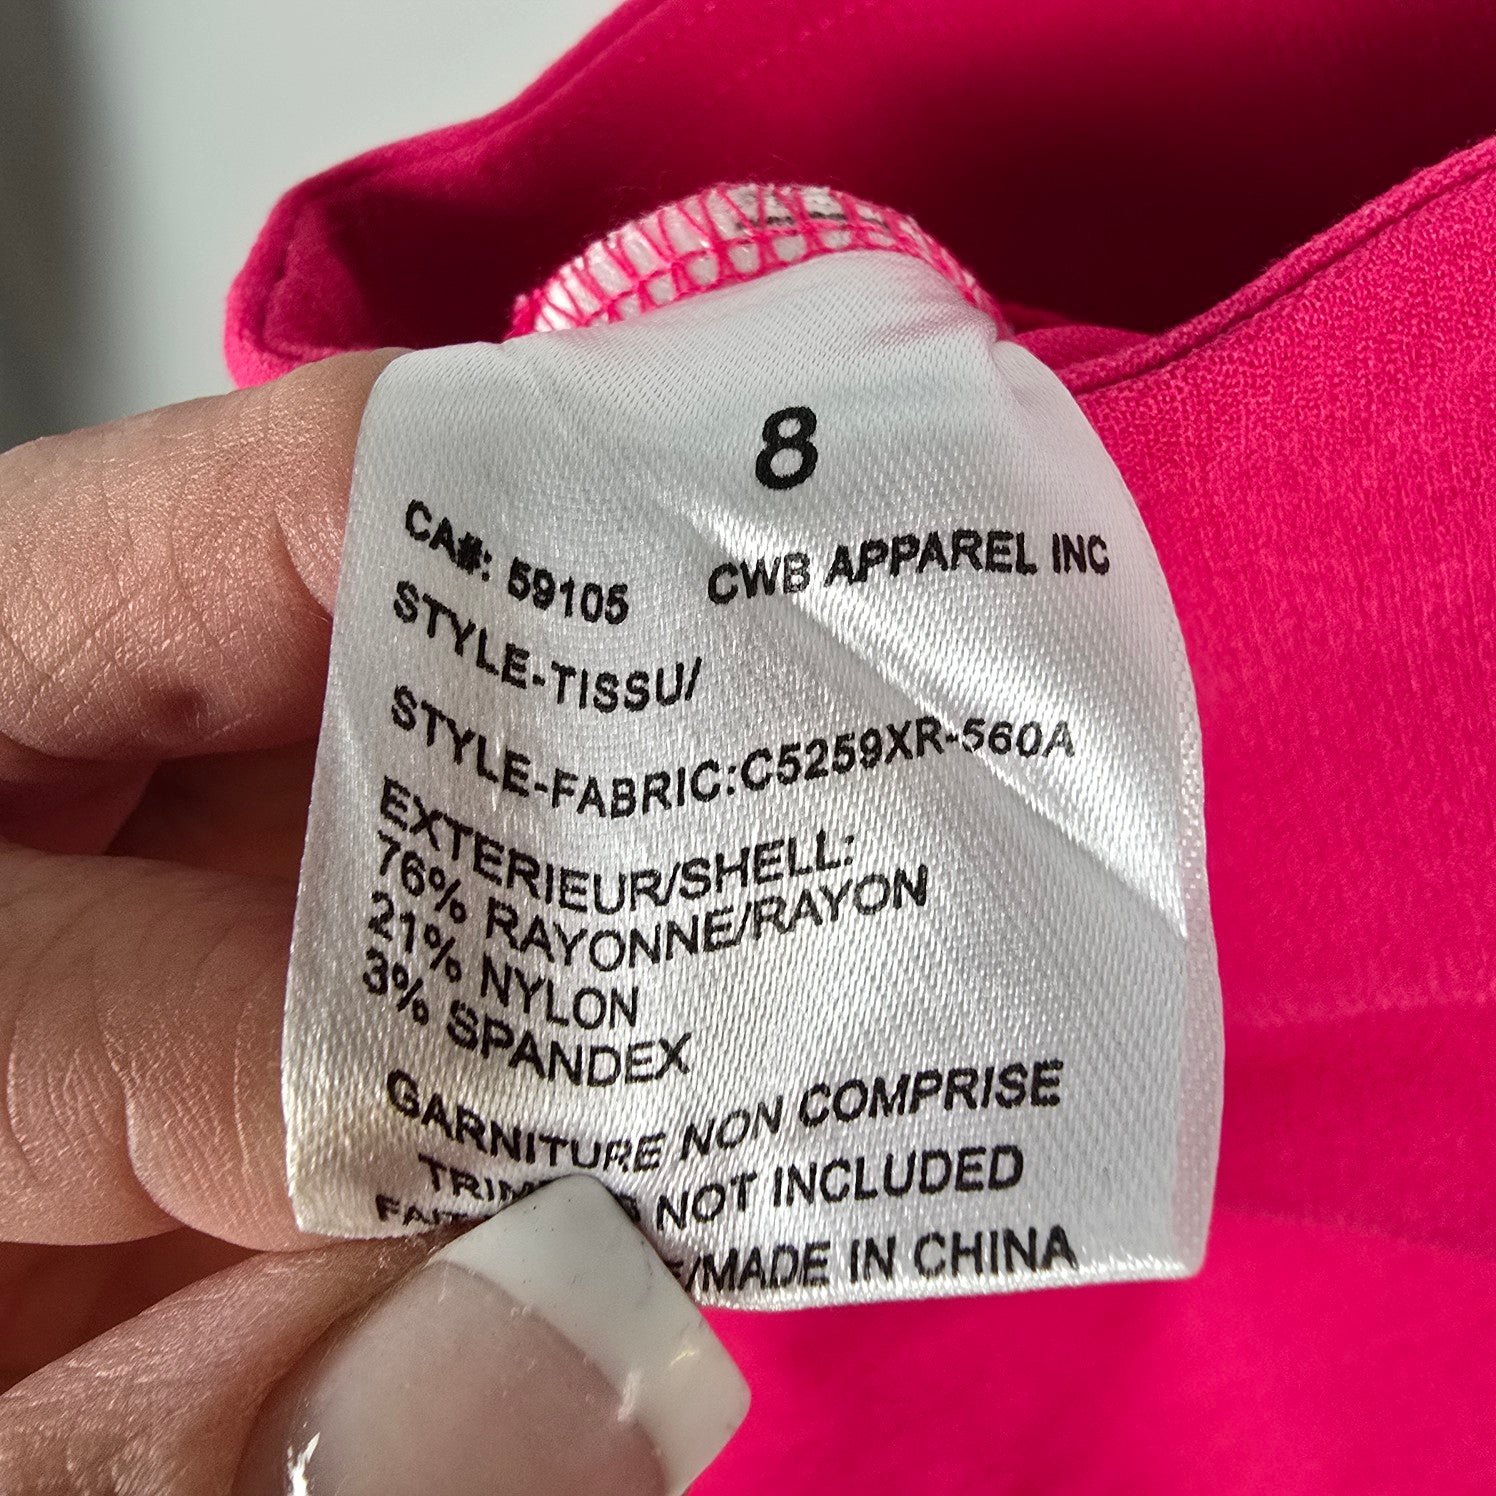 8
CA#: 59105 CWB APPAREL INC
STYLE-TISSU/
STYLE-FABRIC:C5259XR-560A
EXTERIEUR/SHELL:
76% RAYONNE/RAYON
21% NYLON
3% SPANDEX
GARNITURE NON COMPRISE
NOT INCLUDED
/MADE IN CHINA